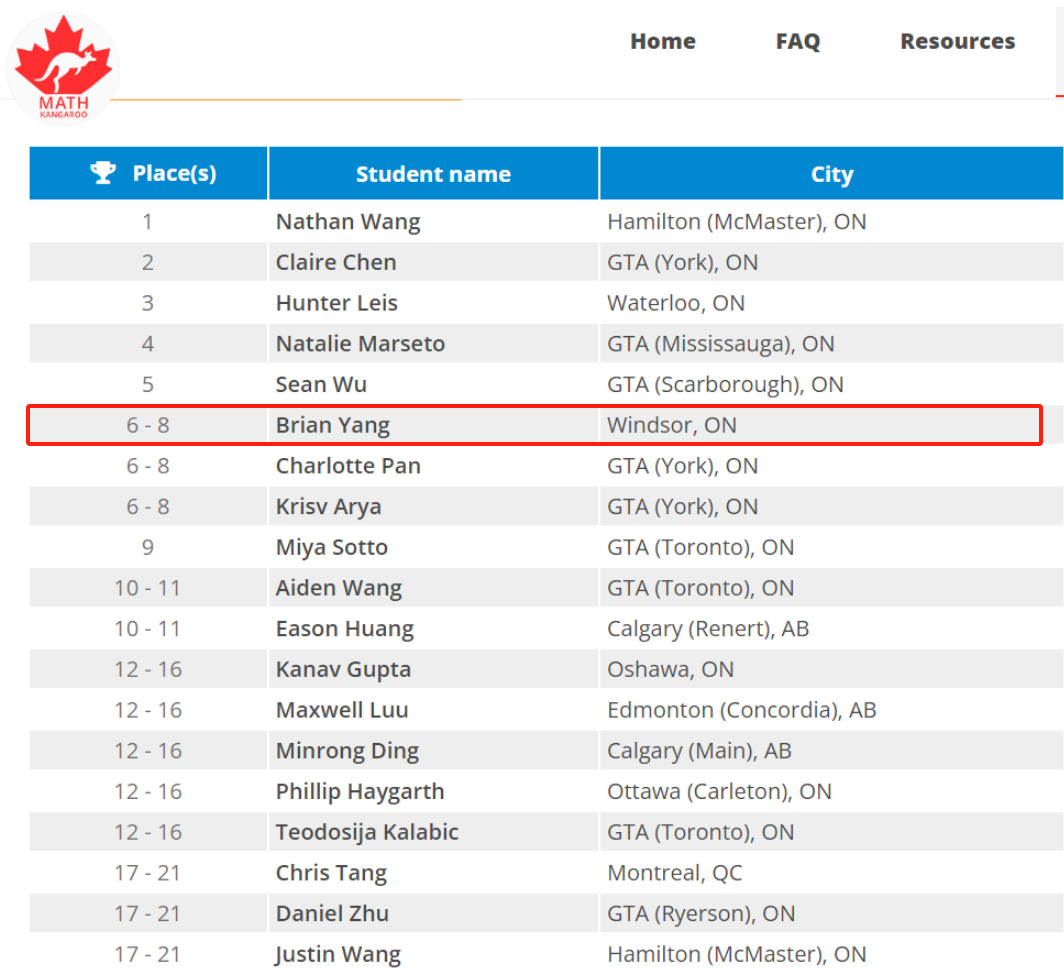 Home FAQ Resources
MATH
KANGAROO
Place(s) Student name City
1 Nathan Wang Hamilton (McMaster), ON
2 Claire Chen GTA (York), ON
3 Hunter Leis Waterloo, ON
4 Natalie Marseto GTA (Mississauga), ON
5 Sean Wu GTA (Scarborough), ON
6 - 8 Brian Yang Windsor, ON
6 - 8 Charlotte Pan GTA (York), ON
6 - 8 Krisv Arya GTA (York), ON
9 Miya Sotto GTA (Toronto), ON
10 - 11 Aiden Wang GTA (Toronto), ON
10 - 11 Eason Huang Calgary (Renert), AB
12 - 16 Kanav Gupta Oshawa, ON
12 - 16 Maxwell Luu Edmonton (Concordia), AB
12 - 16 Minrong Ding Calgary (Main), AB
12 - 16 Phillip Haygarth Ottawa (Carleton), ON
12 - 16 Teodosija Kalabic GTA (Toronto), ON
17 - 21 Chris Tang Montreal, QC
17 - 21 Daniel Zhu GTA (Ryerson), ON
17 - 21 Justin Wang Hamilton (McMaster), ON